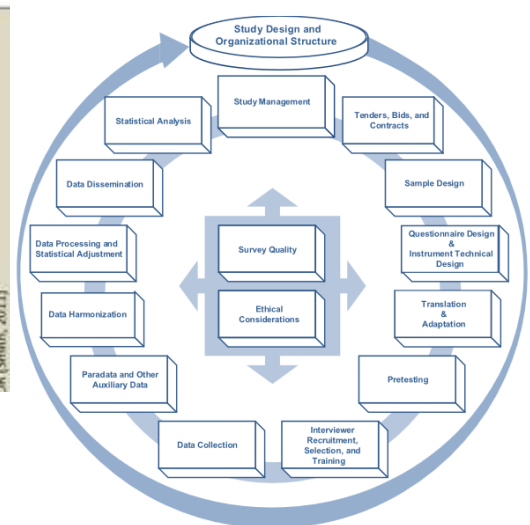 Study Design and
Organizational Structure
Study Management
Tenders, Bids, and
Contracts
Sample Design
Questionnaire Design
&
Instrument Technical
Design
Translation
&
Adaptation
Pretesting
Interviewer
Recruitment,
Selection, and
Training
Data Collection
Paradata and Other
Auxiliary Data
Data Harmonization
Data Processing and
Statistical Adjustment
Data Dissemination
Statistical Analysis
Survey Quality
Ethical
Considerations
(Smith, 2011)